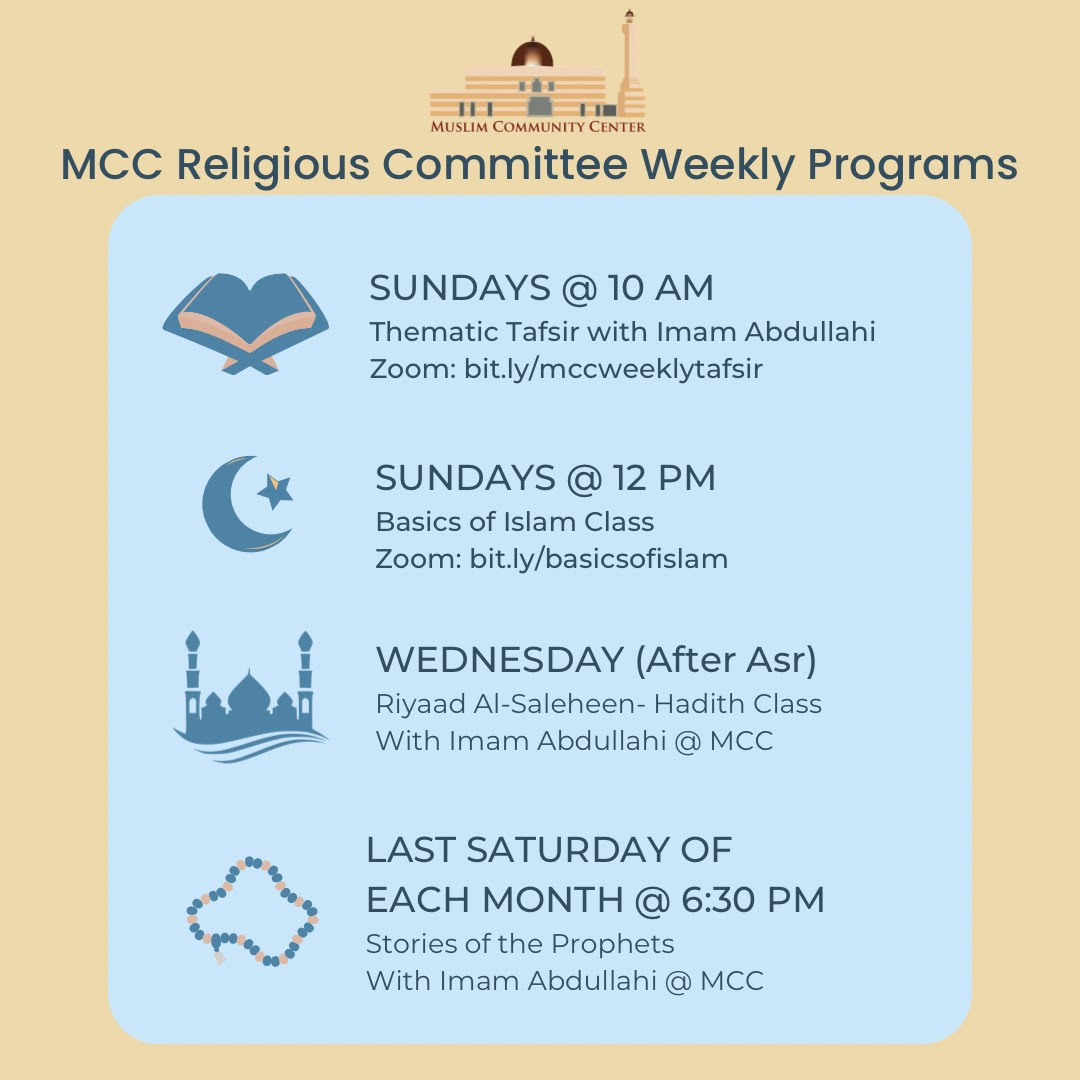 MUSLIM COMMUNITY CENTER
MCC Religious Committee Weekly Programs
SUNDAYS @ 10 AM
Thematic Tafsir with Imam Abdullahi
Zoom: bit.ly/mccweeklytafsir
SUNDAYS @ 12 PM
Basics of Islam Class
Zoom: bit.ly/basicsofislam
WEDNESDAY (After Asr)
Riyaad Al-Saleheen- Hadith Class
With Imam Abdullahi @ MCC
LAST SATURDAY OF
EACH MONTH @ 6:30 PM
Stories of the Prophets
With Imam Abdullahi @ MCC